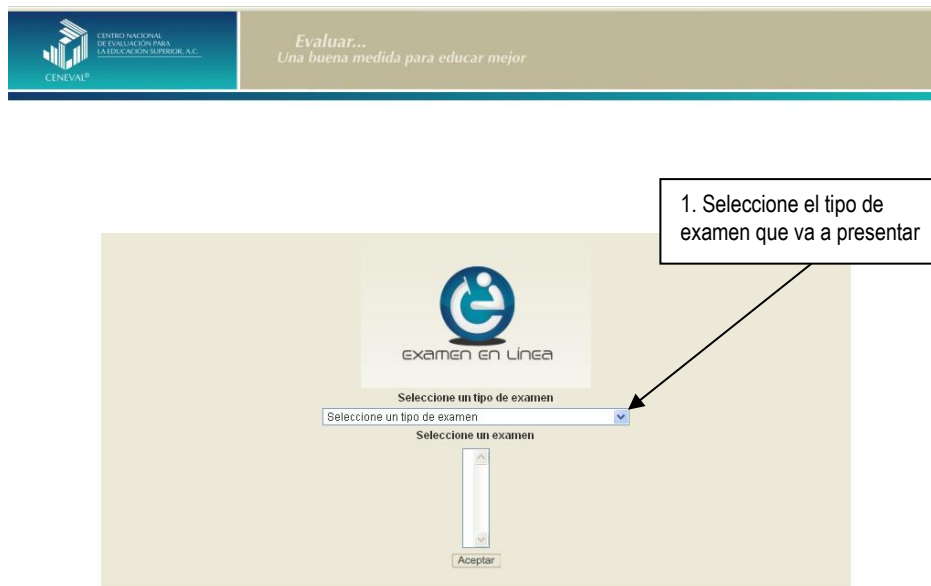 CENTRO NACIONAL
DE EVALUACIÓN PARA
LA EDUCACIÓN SUPERIOR, A.C.
CENEVAL®
Evaluar...
Una buena medida para educar mejor
1. Seleccione el tipo de
examen que va a presentar
examen en Línea
Seleccione un tipo de examen
Seleccione un tipo de examen
Seleccione un examen
Aceptar